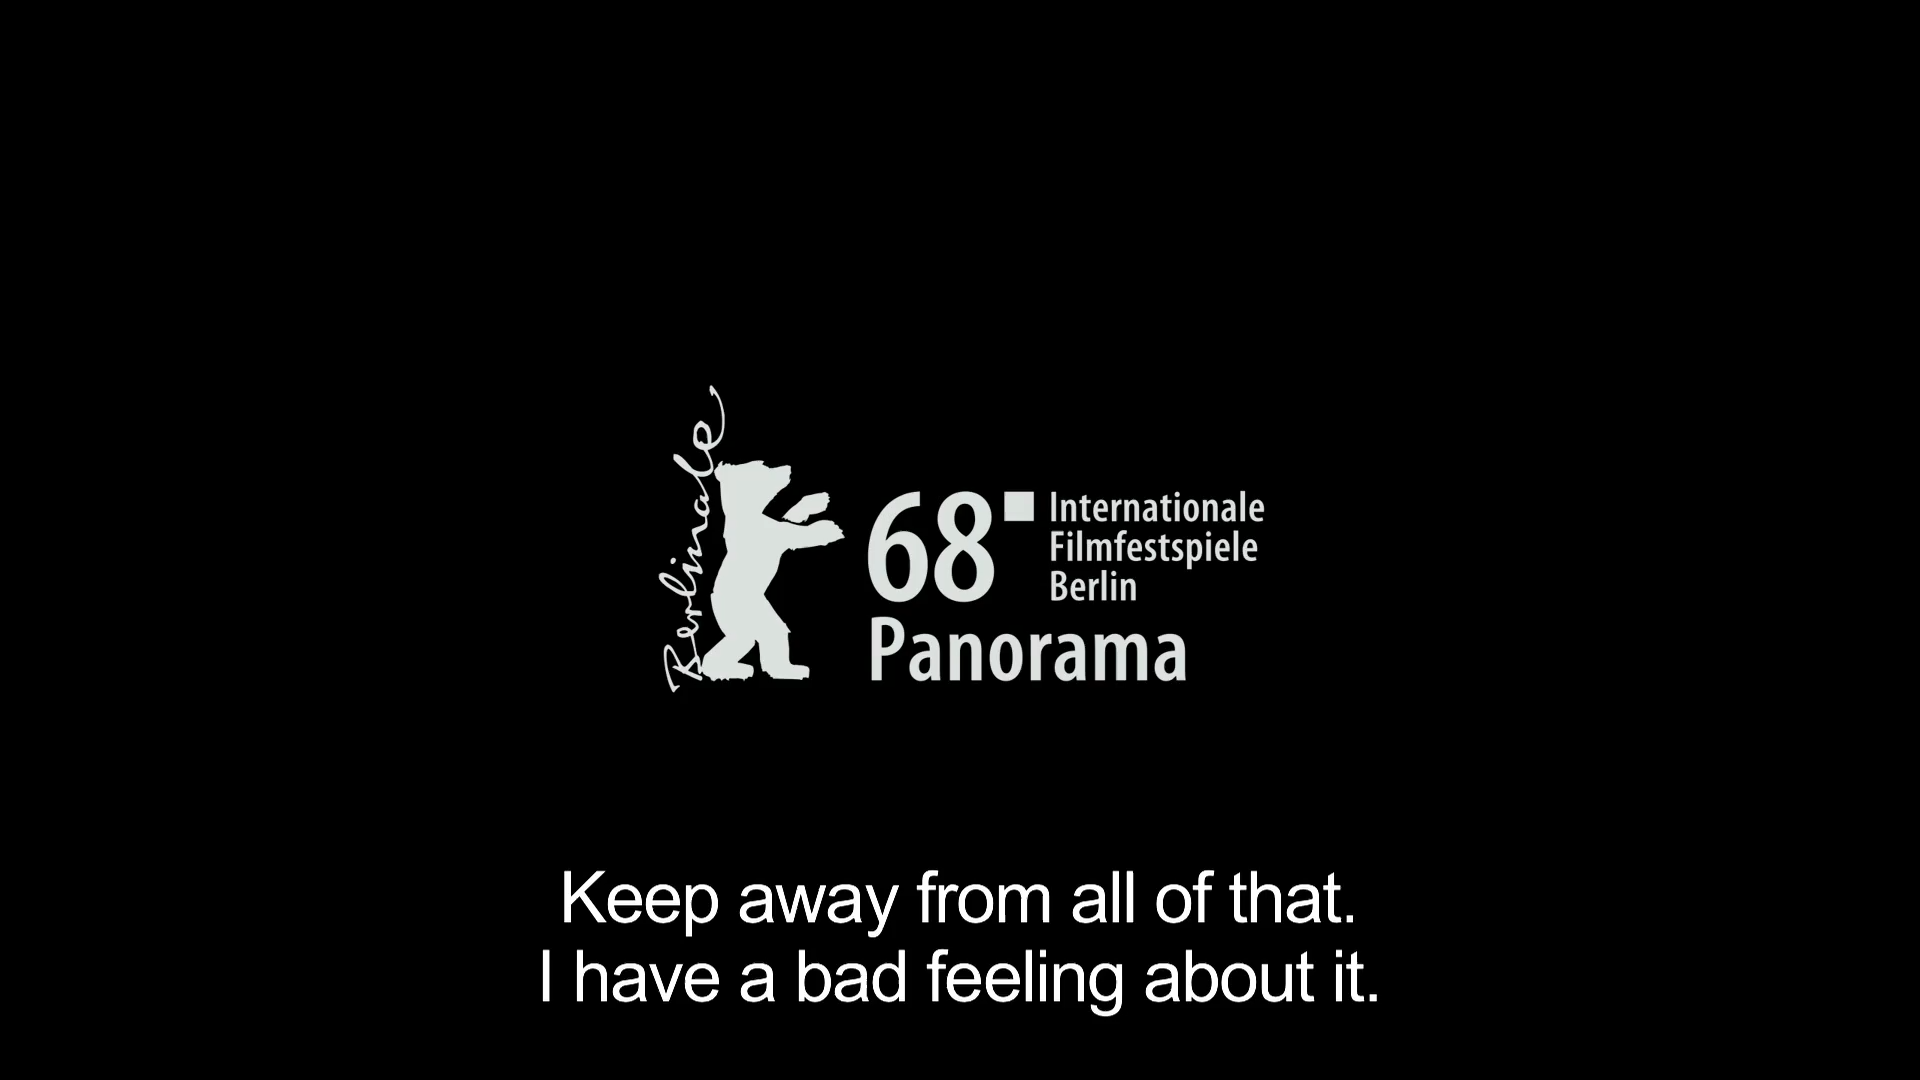 Berlinale
68
Internationale
Filmfestspiele
Berlin
Panorama
Keep away from all of that.
I have a bad feeling about it.